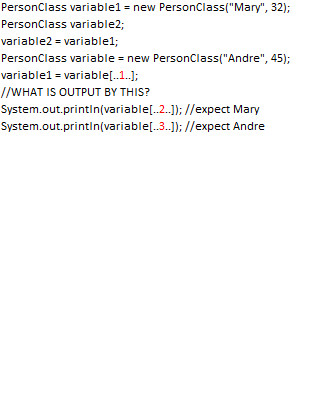 PersonClass variable1 = new PersonClass("Mary", 32);
PersonClass variable2;
variable2 = variable1;
PersonClass variable = new PersonClass("Andre", 45);
variable1 = variable[..1..];
//WHAT IS OUTPUT BY THIS?
System.out.println(variable[..2..]); //expect Mary
System.out.println(variable[..3..]); //expect Andre